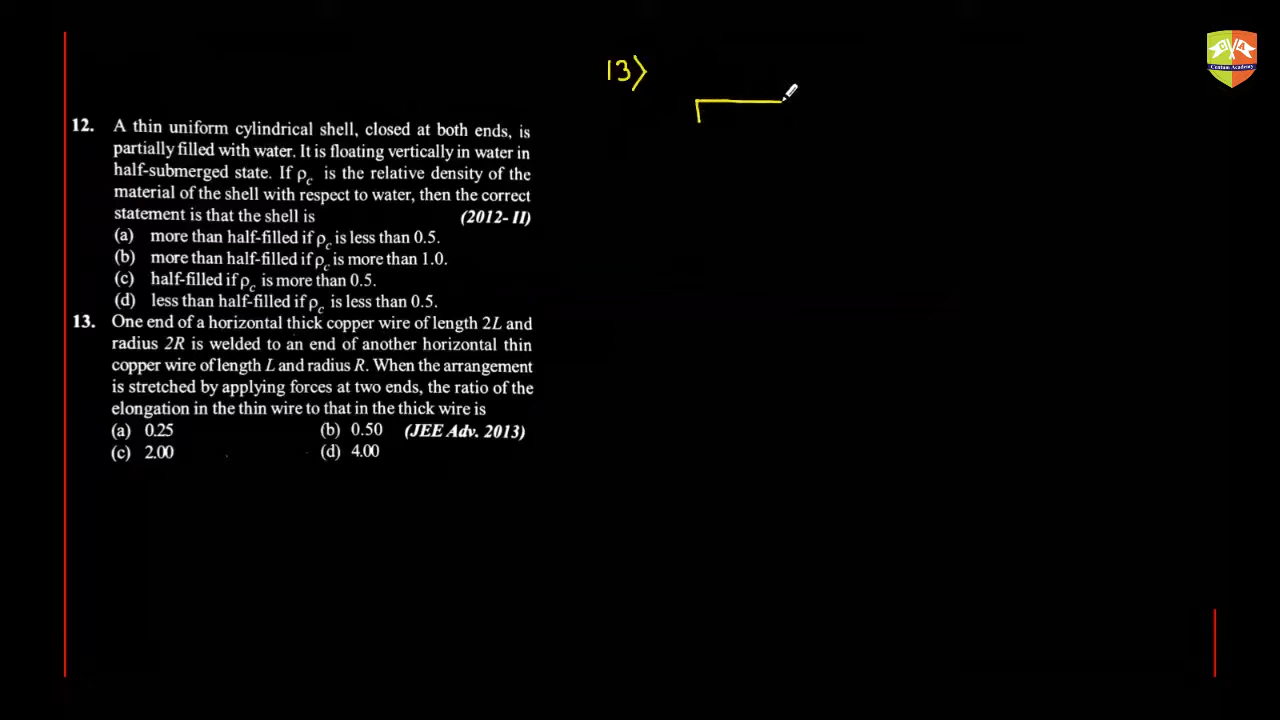 13)
12. A thin uniform cylindrical shell, closed at both ends, is
partially filled with water. It is floating vertically in water in
half-submerged state. If ρc is the relative density of the
material of the shell with respect to water, then the correct
statement is that the shell is (2012- II)
(a) more than half-filled if ρc is less than 0.5.
(b) more than half-filled if ρc is more than 1.0.
(c) half-filled if ρc is more than 0.5.
(d) less than half-filled if ρc is less than 0.5.
13. One end of a horizontal thick copper wire of length 2L and
radius 2R is welded to an end of another horizontal thin
copper wire of length L and radius R. When the arrangement
is stretched by applying forces at two ends, the ratio of the
elongation in the thin wire to that in the thick wire is
(a) 0.25 (b) 0.50 (JEE Adv. 2013)
(c) 2.00 (d) 4.00
Centum Academy